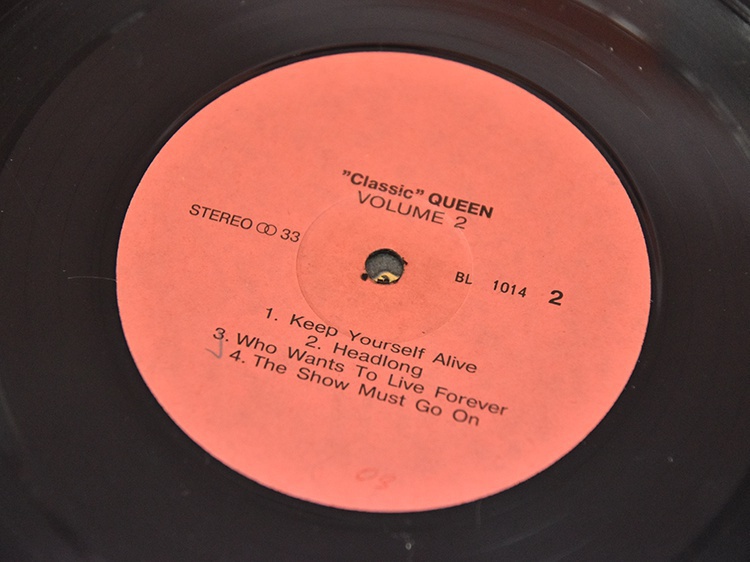 "Classic" QUEEN
VOLUME 2
STEREO 33
BL 1014 2
1. Keep Yourself Alive
2. Headlong
3. Who Wants To Live Forever
4. The Show Must Go On